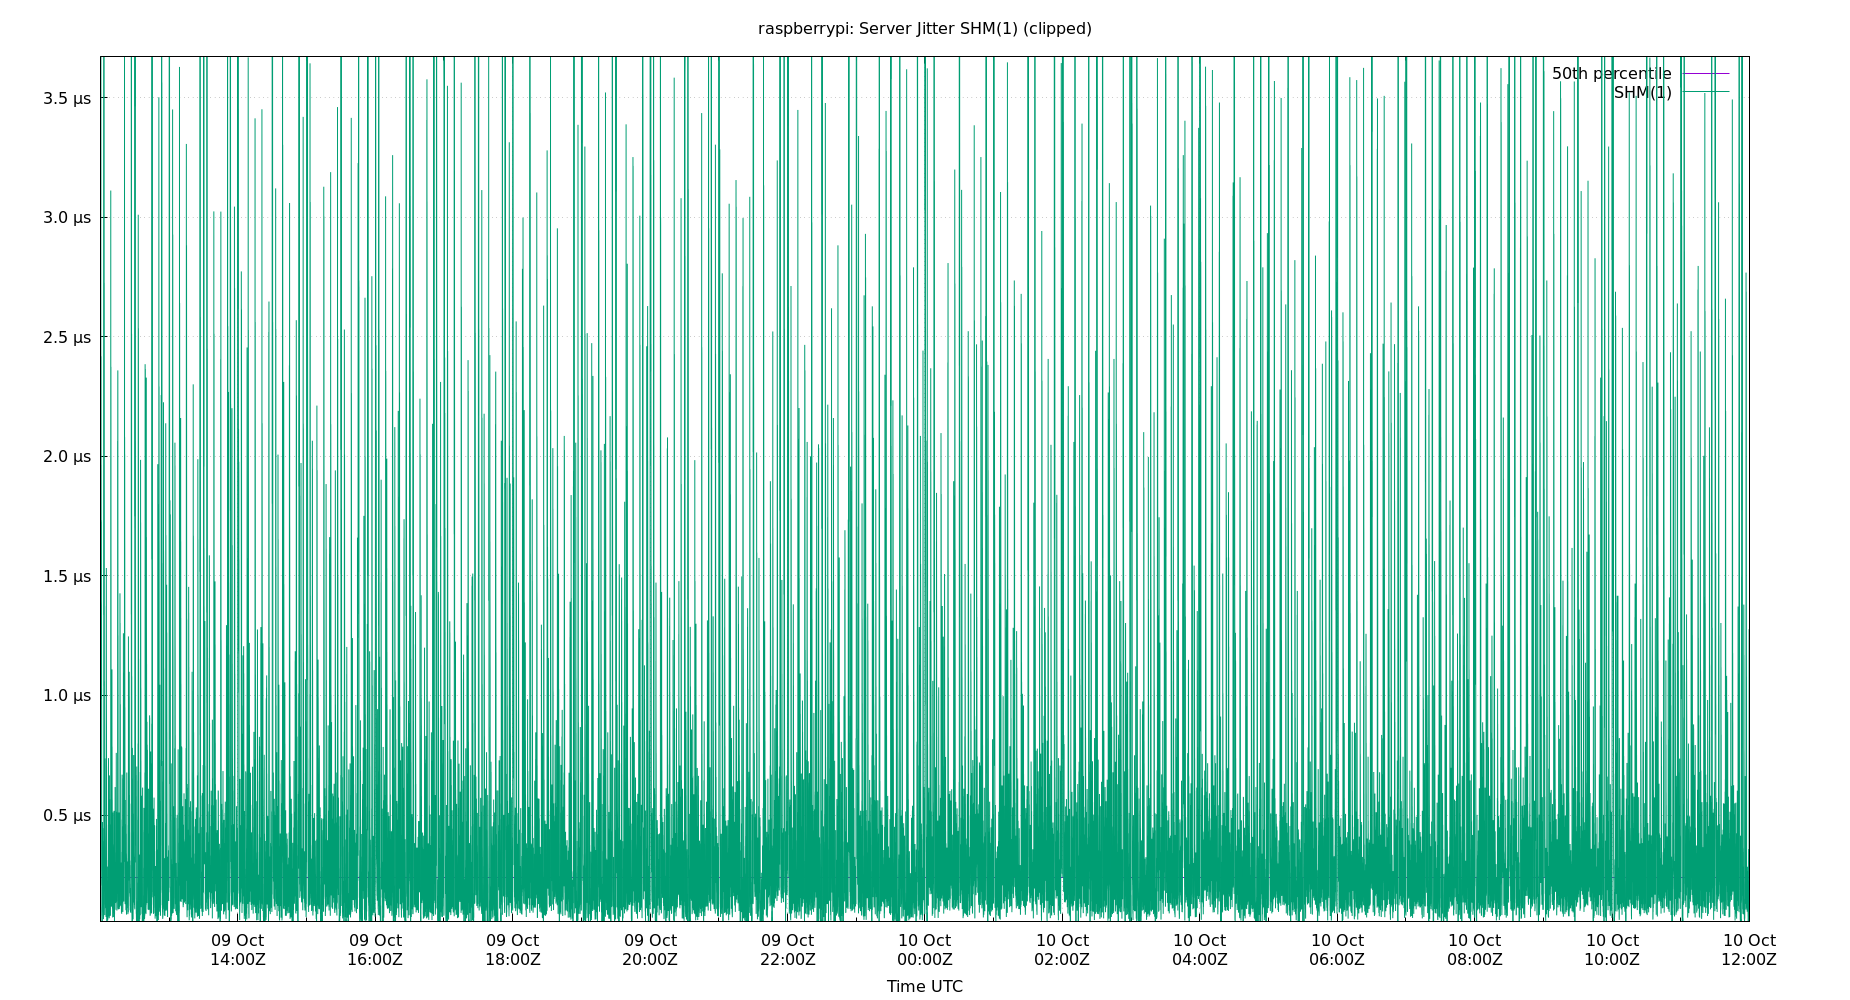 raspberrypi: Server Jitter SHM(1) (clipped)
50th percentile
SHM(1)
3.5 μs
3.0 μs
2.5 μs
2.0 μs
1.5 μs
1.0 μs
0.5 μs
09 Oct 09 Oct 09 Oct 09 Oct 09 Oct 10 Oct 10 Oct 10 Oct 10 Oct 10 Oct 10 Oct 10 Oct
14:00Z 16:00Z 18:00Z 20:00Z 22:00Z 00:00Z 02:00Z 04:00Z 06:00Z 08:00Z 10:00Z 12:00Z
Time UTC